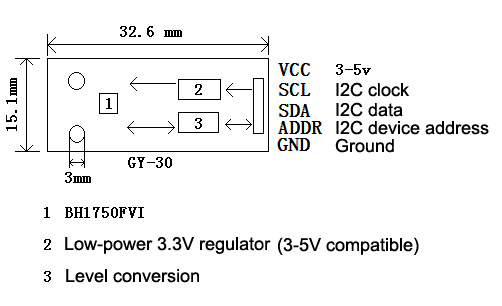 32.6 mm
15.1mm
1
2
3
VCC 3-5v
SCL I2C clock
SDA I2C data
ADDR I2C device address
GND Ground
GY-30
3mm
1 BH1750FVI
2 Low-power 3.3V regulator (3-5V compatible)
3 Level conversion